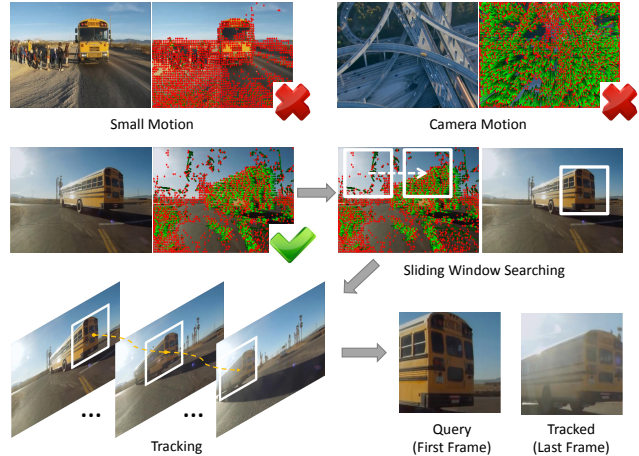 Small Motion
Camera Motion
Sliding Window Searching
...
...
Tracking
Query
(First Frame)
Tracked
(Last Frame)